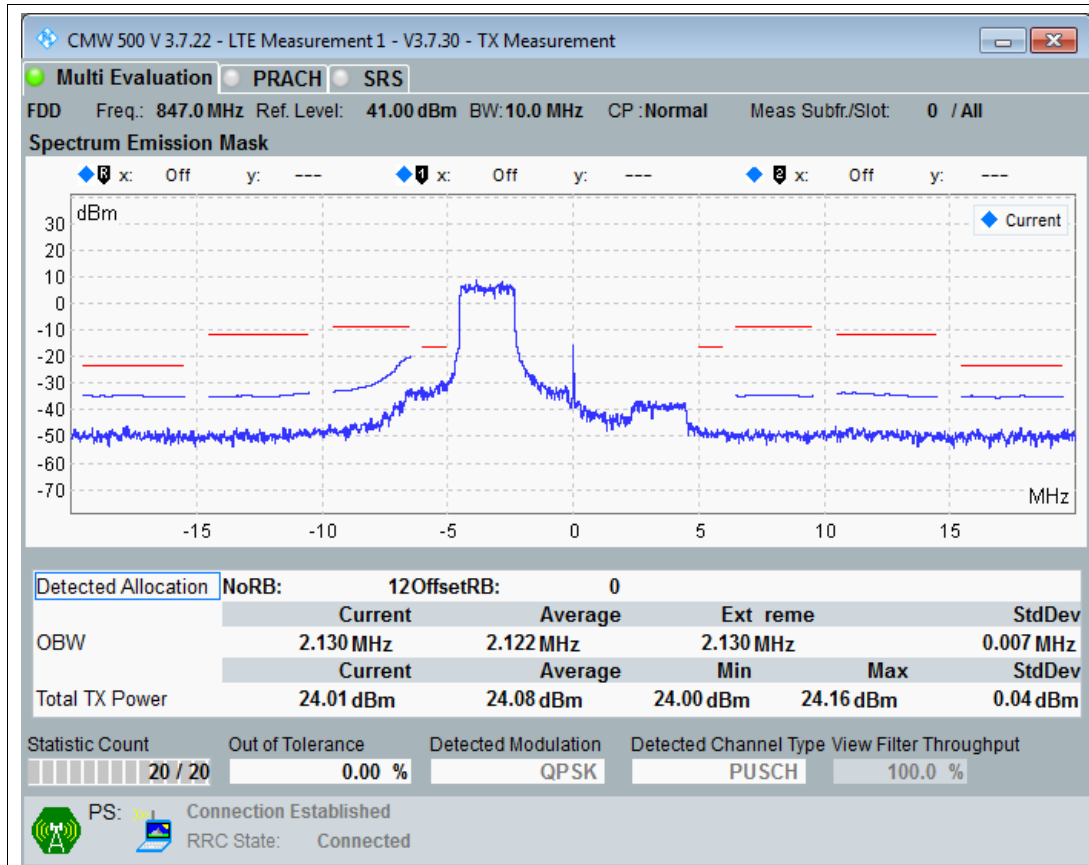 CMW 500 V 3.7.22 - LTE Measurement 1 - V3.7.30 - TX Measurement
Multi Evaluation PRACH SRS
FDD Freq.: 847.0 MHz Ref. Level: 41.00 dBm BW: 10.0 MHz CP : Normal Meas Subfr./Slot: 0 / All
Spectrum Emission Mask
R x: Off y: --- 1 x: Off y: --- 2 x: Off y: ---
dBm
Current
30
20
10
0
-10
-20
-30
-40
-50
-60
-70
MHz
-15 -10 -5 0 5 10 15
Detected Allocation NoRB: 12 OffsetRB: 0
Current Average Ext reme StdDev
OBW 2.130 MHz 2.122 MHz 2.130 MHz 0.007 MHz
Current Average Min Max StdDev
Total TX Power 24.01 dBm 24.08 dBm 24.00 dBm 24.16 dBm 0.04 dBm
Statistic Count Out of Tolerance Detected Modulation Detected Channel Type View Filter Throughput
20 / 20 0.00 % QPSK PUSCH 100.0 %
PS: Connection Established
RRC State: Connected